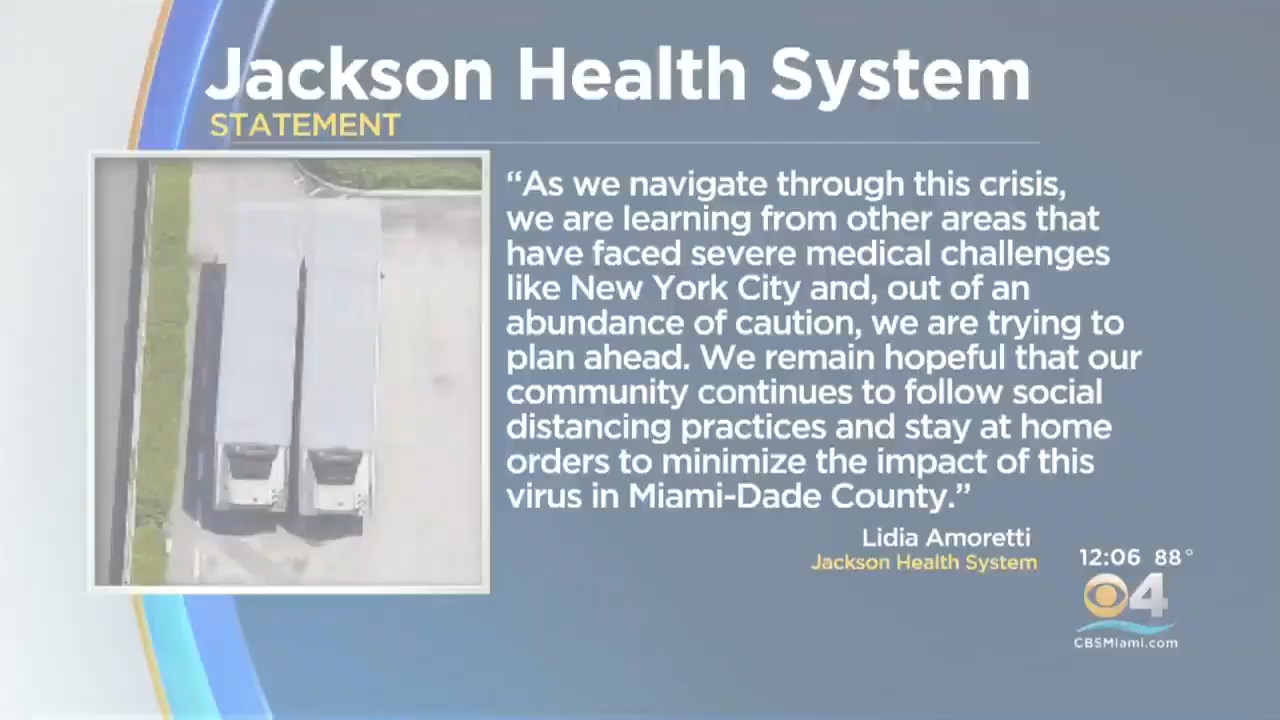 Jackson Health System
STATEMENT
“As we navigate through this crisis,
we are learning from other areas that
have faced severe medical challenges
like New York City and, out of an
abundance of caution, we are trying to
plan ahead. We remain hopeful that our
community continues to follow social
distancing practices and stay at home
orders to minimize the impact of this
virus in Miami-Dade County.”
Lidia Amoretti
Jackson Health System
12:06 88°
4
CBSMiami.com